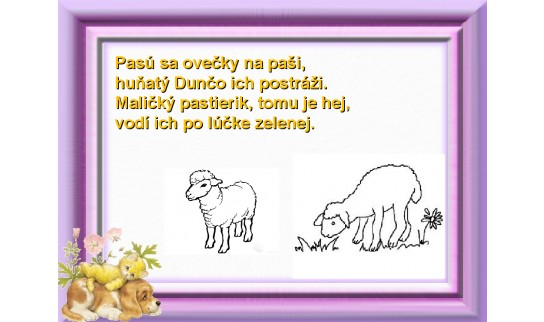 Pasú sa ovečky na paši,
huňatý Dunčo ich postráži.
Maličký pastierik, tomu je hej,
vodí ich po lúčke zelenej.